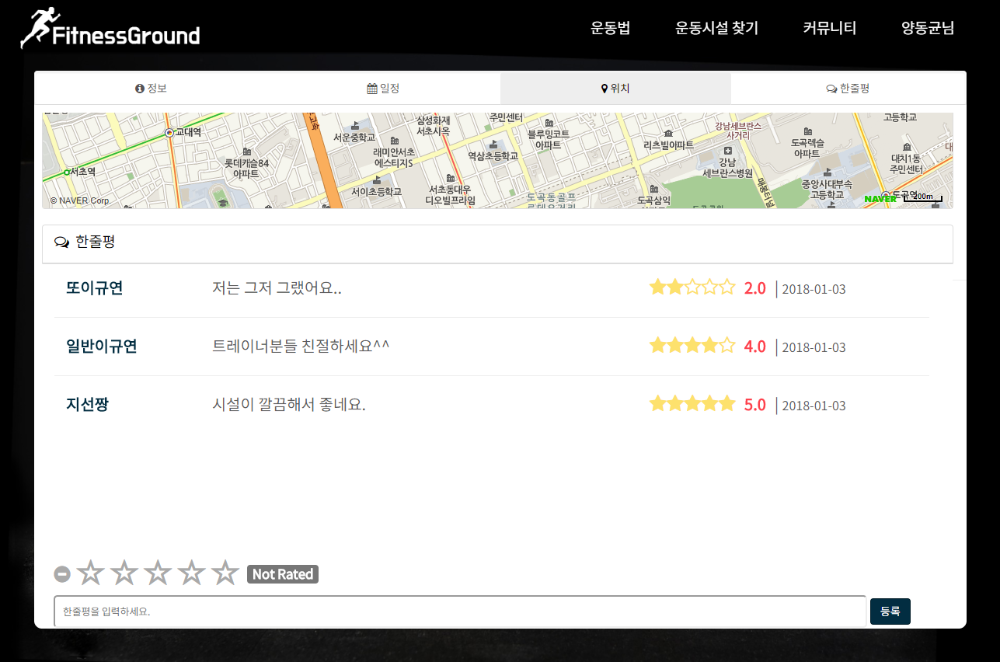 FitnessGround
운동법 운동시설 찾기 커뮤니티 양동균님
정보 일정 위치 한줄평
교대역
서초역
롯데캐슬84
아파트
서운중학교
래미안서초
에스티지S
서이초등학교
삼성화재
서초사옥
서초동대우
디오빌프라임
역삼초등학교
주민센터
블루밍코트
아파트
도곡동골프
리츠빌아파트
강남세브란스
사거리
강남
세브란스병원
도곡삼익
매봉터널
도곡렉슬
아파트
중앙사대부속
고등학교
고등학교
대치1동
주민센터
도곡역
© NAVER Corp.
NAVER
200m
한줄평
또이규연 저는 그저 그랬어요.. 2.0 | 2018-01-03
일반이규연 트레이너분들 친절하세요^^ 4.0 | 2018-01-03
지선짱 시설이 깔끔해서 좋네요. 5.0 | 2018-01-03
Not Rated
한줄평을 입력하세요. 등록